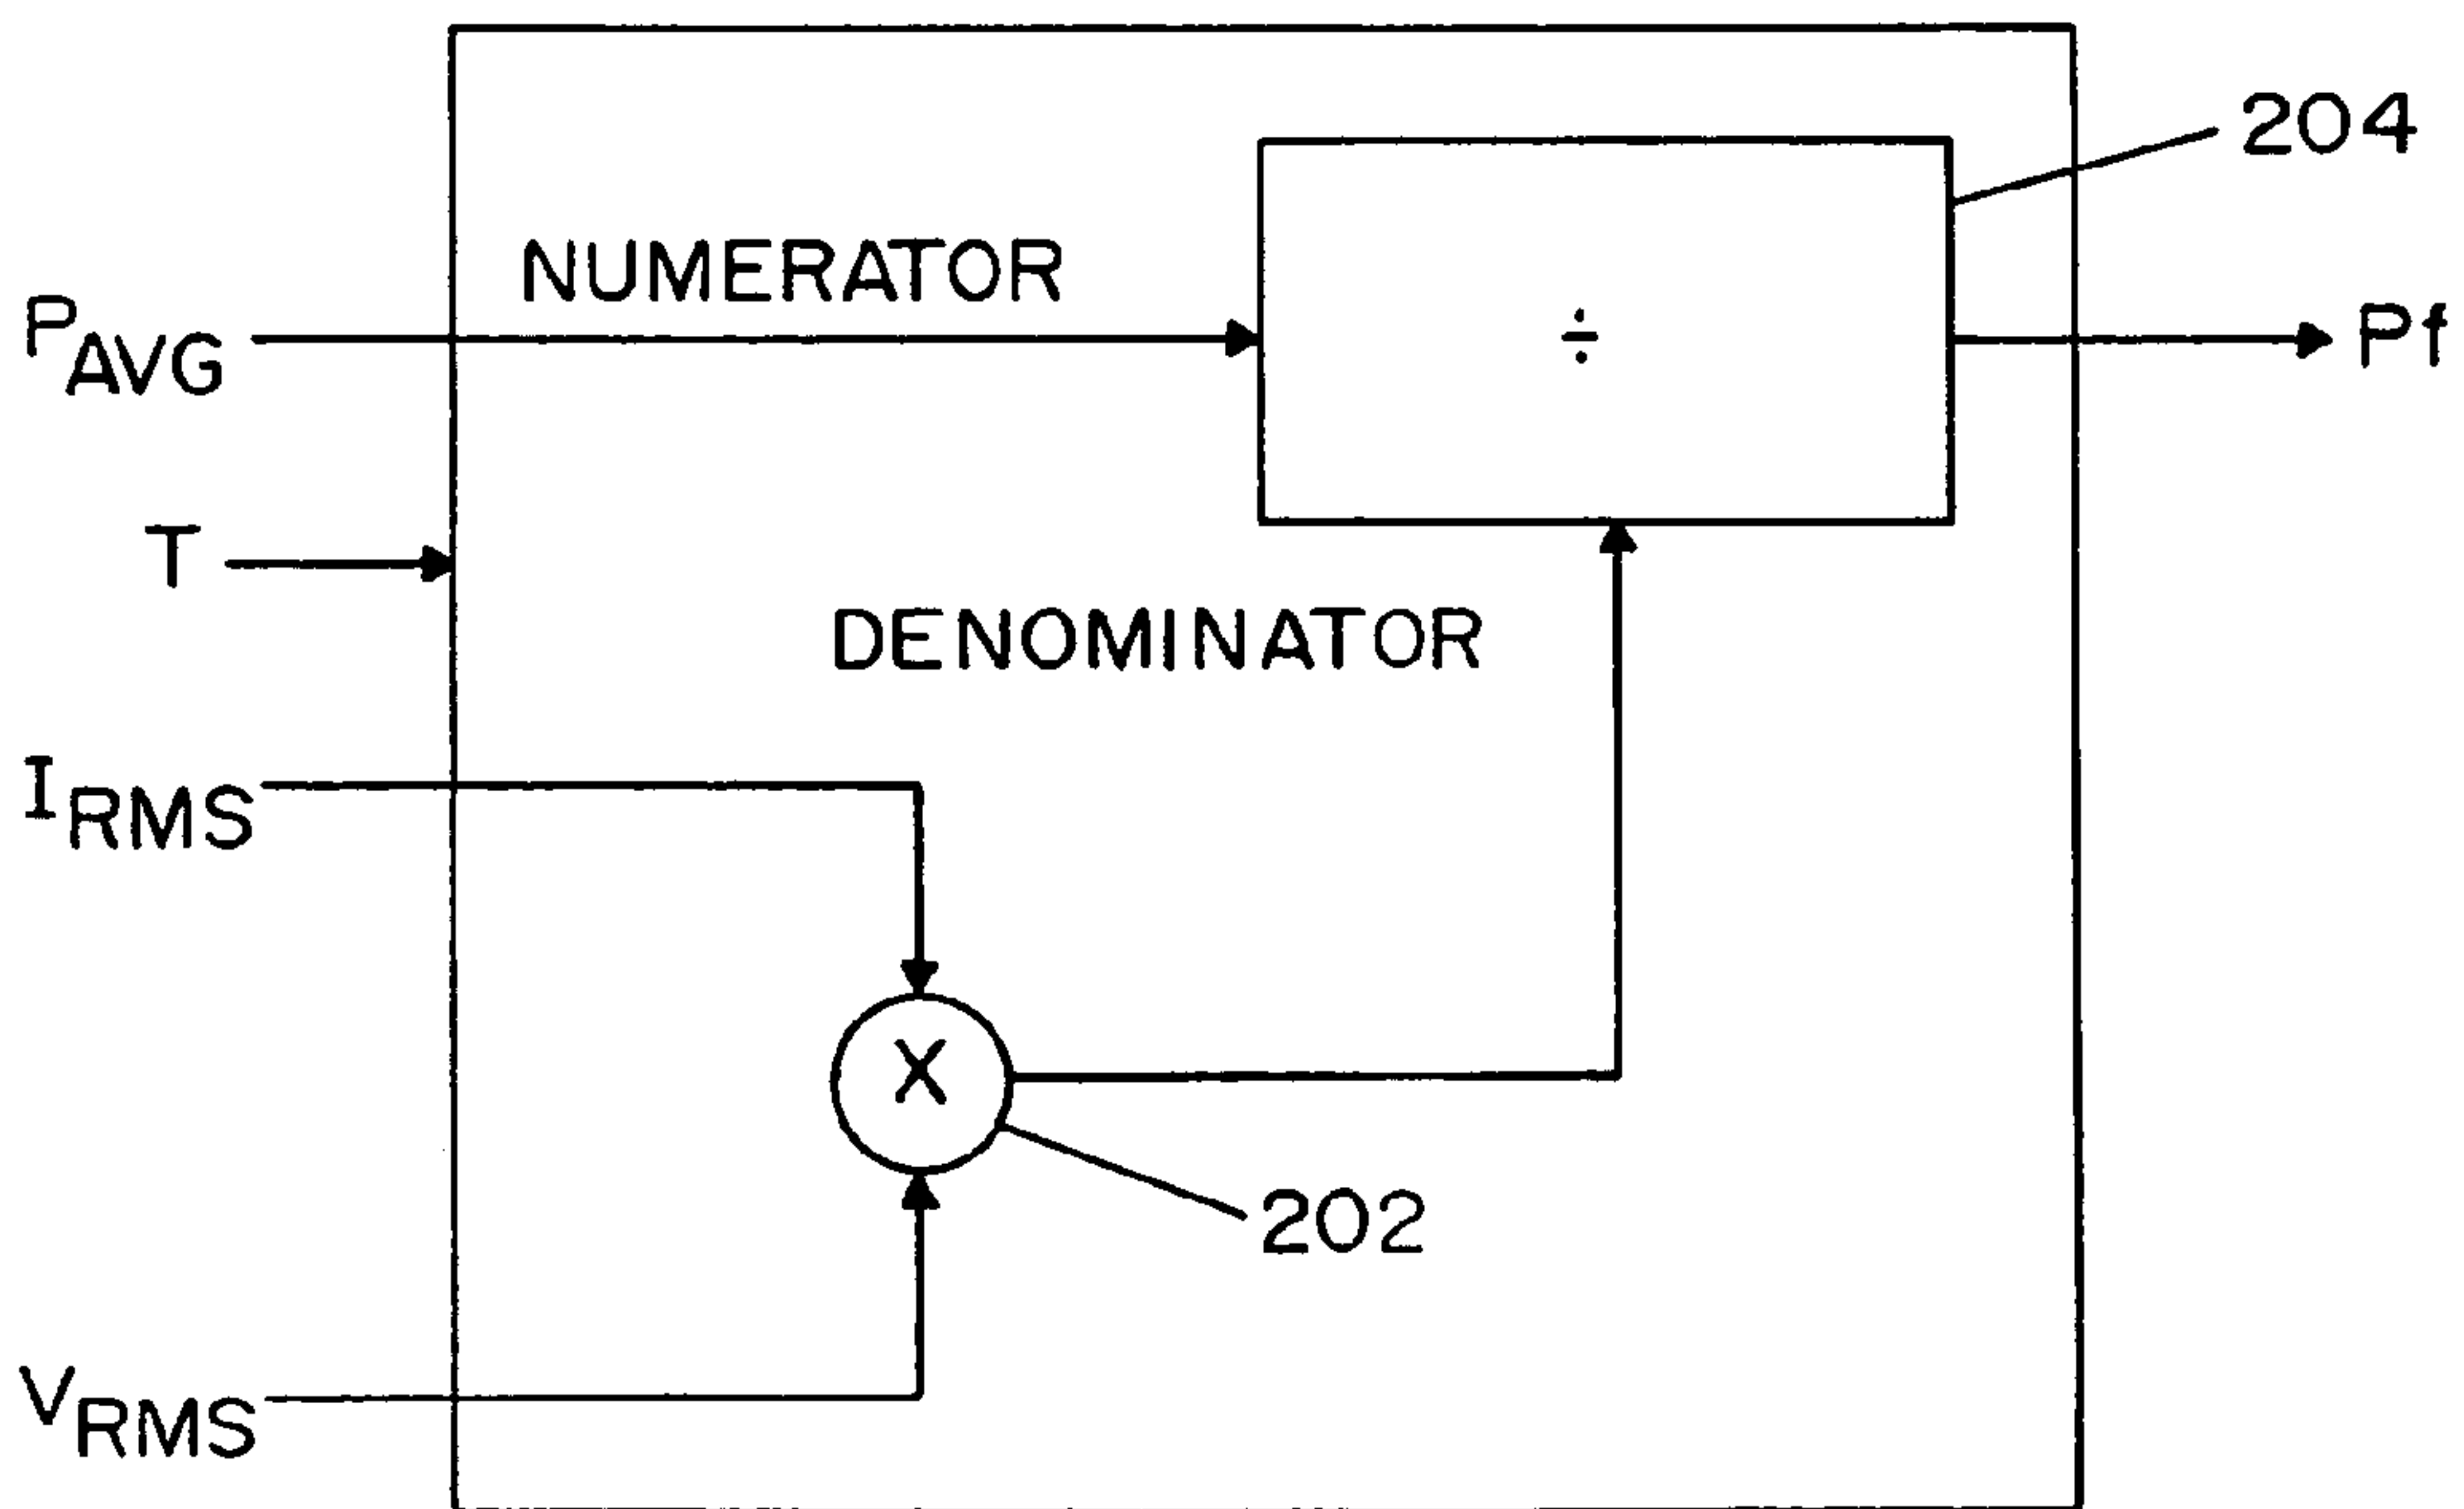 204
NUMERATOR
PAVG
÷
Pf
T
DENOMINATOR
IRMS
X
202
VRMS